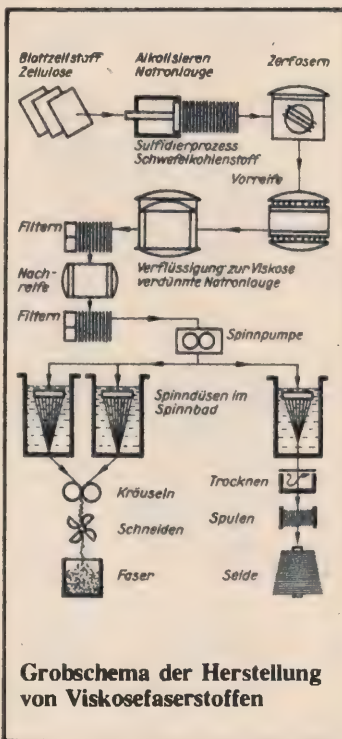 Blattzellstoff
Zellulose
Alkalisieren
Natronlauge
Zerfasern
Sulfidierprozess
Schwefelkohlenstoff
Vorreife
Filtern
Verflüssigung zur Viskose
verdünnte Natronlauge
Nach-
reife
Filtern
Spinnpumpe
Spinndüsen im
Spinnbad
Kräuseln
Trocknen
Schneiden
Spulen
Faser
Seide
Grobschema der Herstellung
von Viskosefaserstoffen